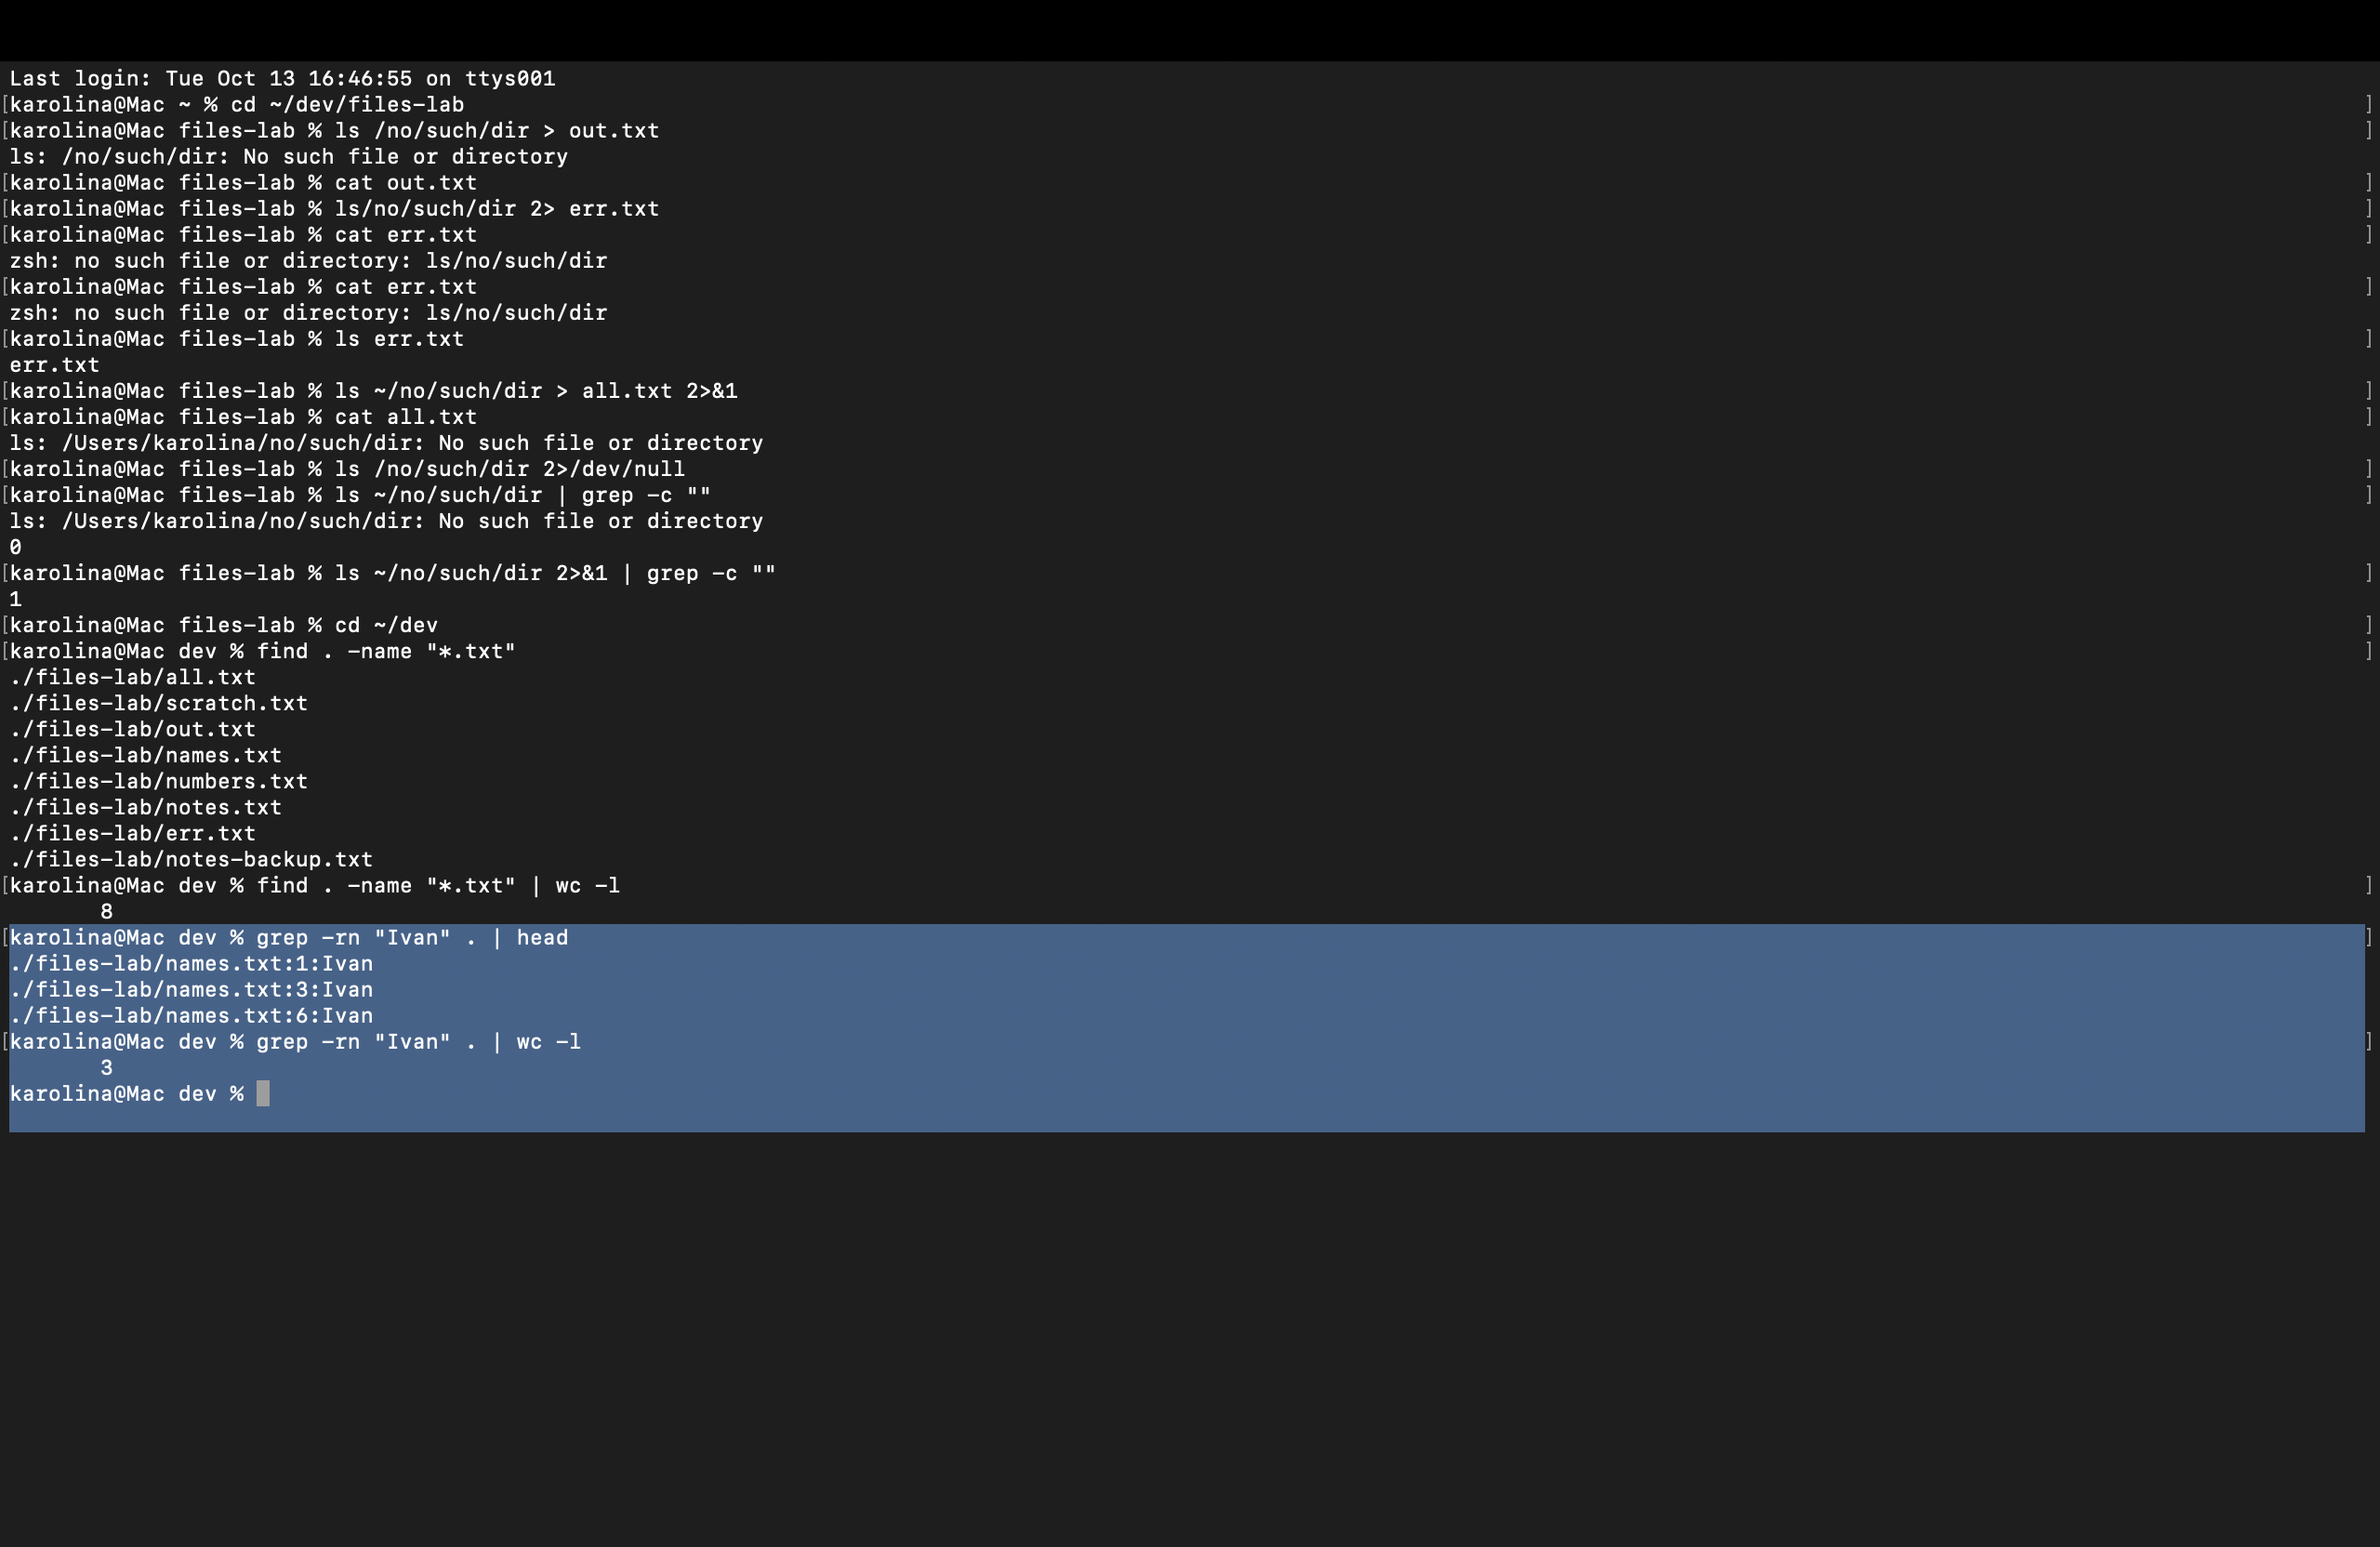 Last login: Tue Oct 13 16:46:55 on ttys001
[karolina@Mac ~ % cd ~/dev/files-lab ]
[karolina@Mac files-lab % ls /no/such/dir > out.txt ]
ls: /no/such/dir: No such file or directory
[karolina@Mac files-lab % cat out.txt ]
[karolina@Mac files-lab % ls/no/such/dir 2> err.txt ]
[karolina@Mac files-lab % cat err.txt ]
zsh: no such file or directory: ls/no/such/dir
[karolina@Mac files-lab % cat err.txt ]
zsh: no such file or directory: ls/no/such/dir
[karolina@Mac files-lab % ls err.txt ]
err.txt
[karolina@Mac files-lab % ls ~/no/such/dir > all.txt 2>&1 ]
[karolina@Mac files-lab % cat all.txt ]
ls: /Users/karolina/no/such/dir: No such file or directory
[karolina@Mac files-lab % ls /no/such/dir 2>/dev/null ]
[karolina@Mac files-lab % ls ~/no/such/dir | grep -c "" ]
ls: /Users/karolina/no/such/dir: No such file or directory
0
[karolina@Mac files-lab % ls ~/no/such/dir 2>&1 | grep -c "" ]
1
[karolina@Mac files-lab % cd ~/dev ]
[karolina@Mac dev % find . -name "*.txt" ]
./files-lab/all.txt
./files-lab/scratch.txt
./files-lab/out.txt
./files-lab/names.txt
./files-lab/numbers.txt
./files-lab/notes.txt
./files-lab/err.txt
./files-lab/notes-backup.txt
[karolina@Mac dev % find . -name "*.txt" | wc -l ]
8
[karolina@Mac dev % grep -rn "Ivan" . | head ]
./files-lab/names.txt:1:Ivan
./files-lab/names.txt:3:Ivan
./files-lab/names.txt:6:Ivan
[karolina@Mac dev % grep -rn "Ivan" . | wc -l ]
3
karolina@Mac dev %